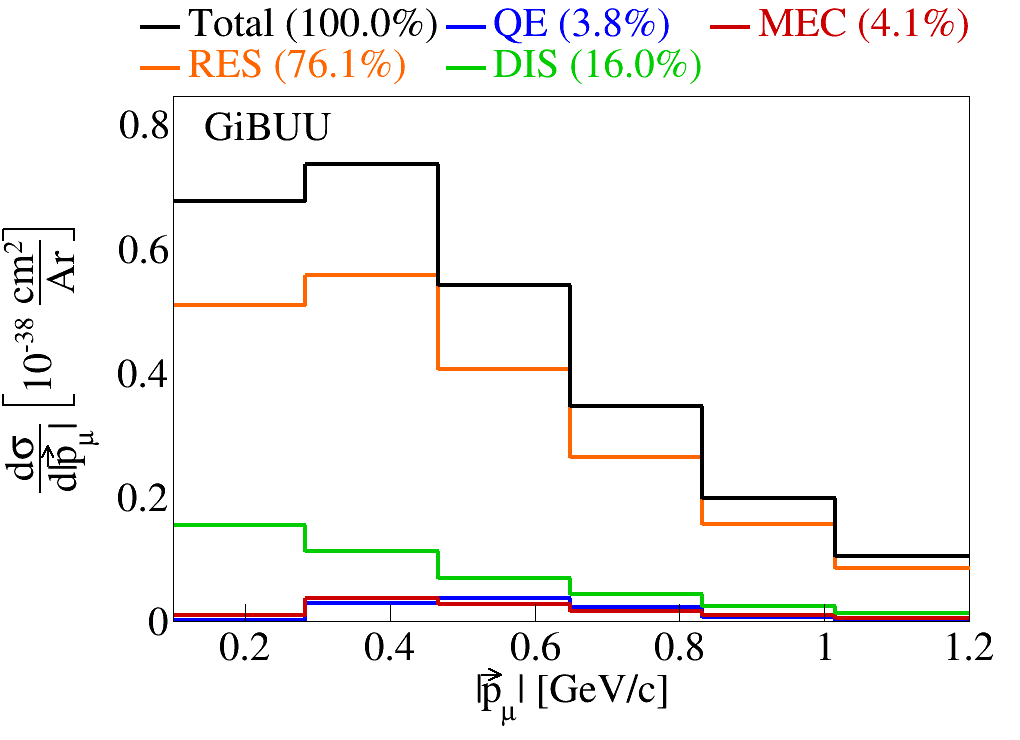 Total (100.0%) QE (3.8%) MEC (4.1%)
RES (76.1%) DIS (16.0%)
GiBUU
0.8
0.6
0.4
0.2
0
dσ/d|p⃗μ| [10⁻³⁸ cm²/Ar]
0.2 0.4 0.6 0.8 1 1.2
|p⃗μ| [GeV/c]